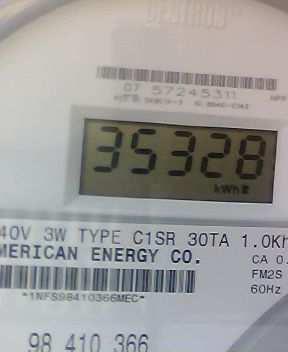 CENTRON
07 57245311
35328
kWh
40V 3W TYPE C1SR 30TA 1.0Kh
MERICAN ENERGY CO.
CA 0.
FM2S
60Hz
*1NFS98410366MEC*
98 410 366